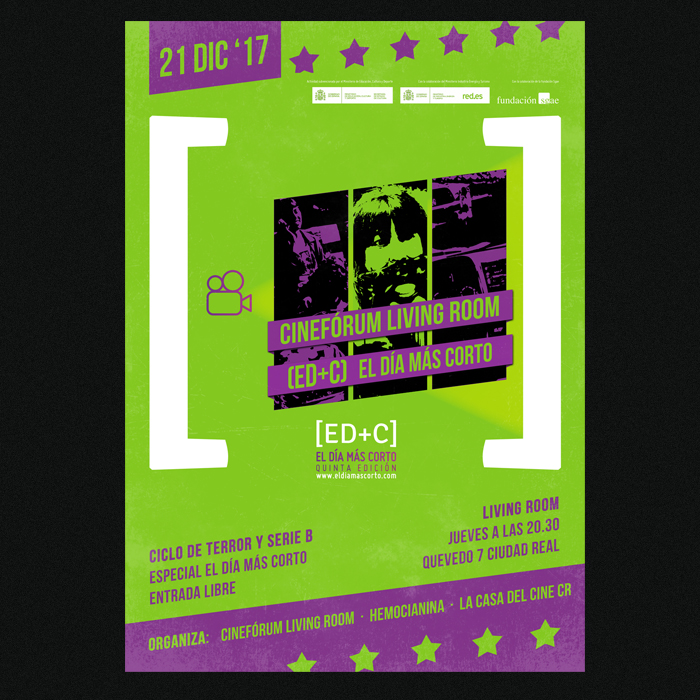 21 DIC ‘17
red.es
fundación sgae
CINEFÓRUM LIVING ROOM
(ED+C) EL DÍA MÁS CORTO
[ED+C]
EL DÍA MÁS CORTO
QUINTA EDICIÓN
www.eldiamascorto.com
LIVING ROOM
JUEVES A LAS 20.30
QUEVEDO 7 CIUDAD REAL
CICLO DE TERROR Y SERIE B
ESPECIAL EL DÍA MÁS CORTO
ENTRADA LIBRE
ORGANIZA: CINEFÓRUM LIVING ROOM · HEMOCIANINA · LA CASA DEL CINE CR